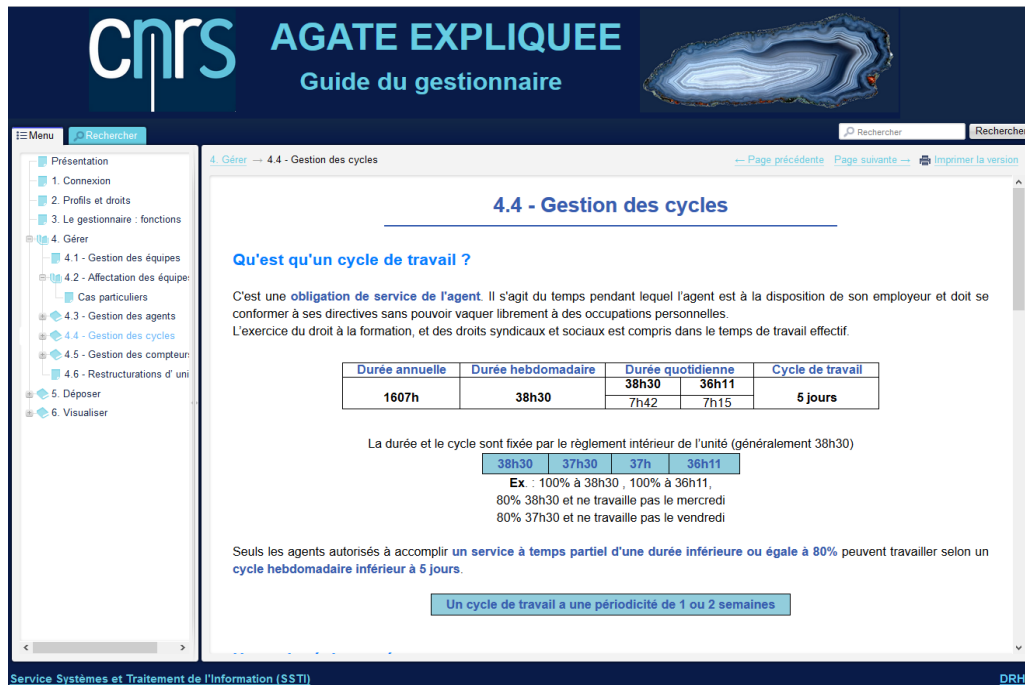 cnrs
AGATE EXPLIQUEE
Guide du gestionnaire
Menu
Rechercher
Rechercher
Rechercher
Présentation
1. Connexion
2. Profils et droits
3. Le gestionnaire : fonctions
4. Gérer
4.1 - Gestion des équipes
4.2 - Affectation des équipe
Cas particuliers
4.3 - Gestion des agents
4.4 - Gestion des cycles
4.5 - Gestion des compteur
4.6 - Restructurations d' uni
5. Déposer
6. Visualiser
4. Gérer → 4.4 - Gestion des cycles
← Page précédente Page suivante → Imprimer la version
4.4 - Gestion des cycles
Qu'est qu'un cycle de travail ?
C'est une obligation de service de l'agent. Il s'agit du temps pendant lequel l'agent est à la disposition de son employeur et doit se
conformer à ses directives sans pouvoir vaquer librement à des occupations personnelles.
L'exercice du droit à la formation, et des droits syndicaux et sociaux est compris dans le temps de travail effectif.
Durée annuelle Durée hebdomadaire Durée quotidienne Cycle de travail
1607h 38h30 38h30 36h11 5 jours
7h42 7h15
La durée et le cycle sont fixée par le règlement intérieur de l'unité (généralement 38h30)
38h30 37h30 37h 36h11
Ex. : 100% à 38h30 , 100% à 36h11,
80% 38h30 et ne travaille pas le mercredi
80% 37h30 et ne travaille pas le vendredi
Seuls les agents autorisés à accomplir un service à temps partiel d'une durée inférieure ou égale à 80% peuvent travailler selon un
cycle hebdomadaire inférieur à 5 jours.
Un cycle de travail a une périodicité de 1 ou 2 semaines
Service Systèmes et Traitement de l'Information (SSTI)
DRH